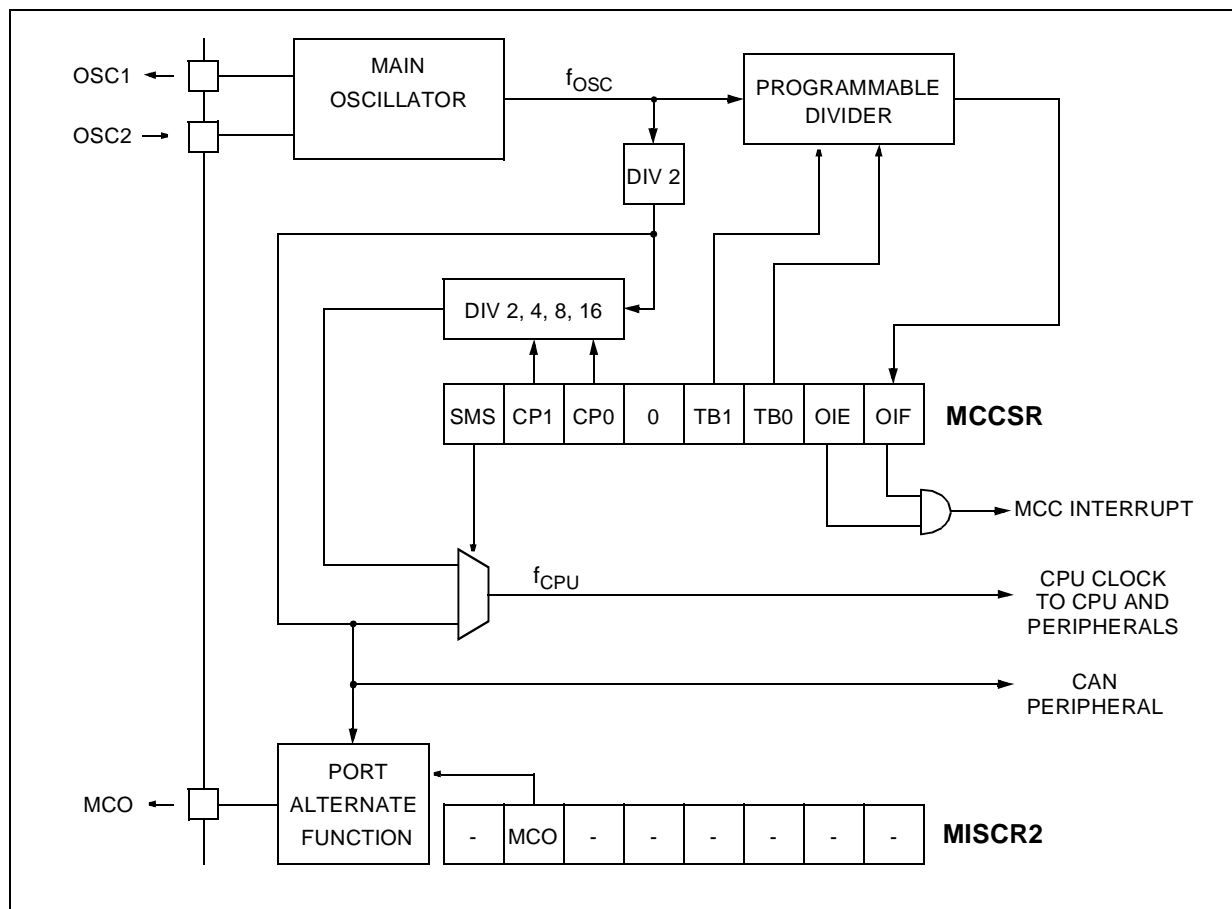 OSC1
OSC2
MAIN
OSCILLATOR
fOSC
PROGRAMMABLE
DIVIDER
DIV 2
DIV 2, 4, 8, 16
SMS CP1 CP0 0 TB1 TB0 OIE OIF MCCSR
MCC INTERRUPT
fCPU
CPU CLOCK
TO CPU AND
PERIPHERALS
CAN
PERIPHERAL
MCO
PORT
ALTERNATE
FUNCTION
- MCO - - - - - - MISCR2